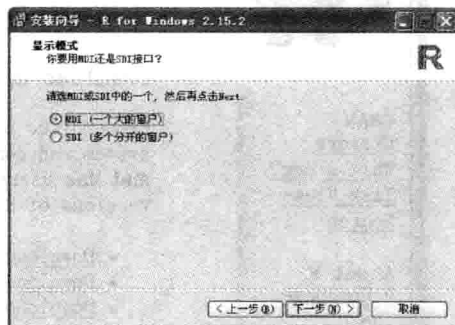 安装向导 - R for Windows 2.15.2
显示模式
你要用MDI还是SDI接口？
R
请选MDI或SDI中的一个，然后再点击Next.
MDI (一个大的窗户)
SDI (多个分开的窗户)
< 上一步(B)
下一步(N) >
取消